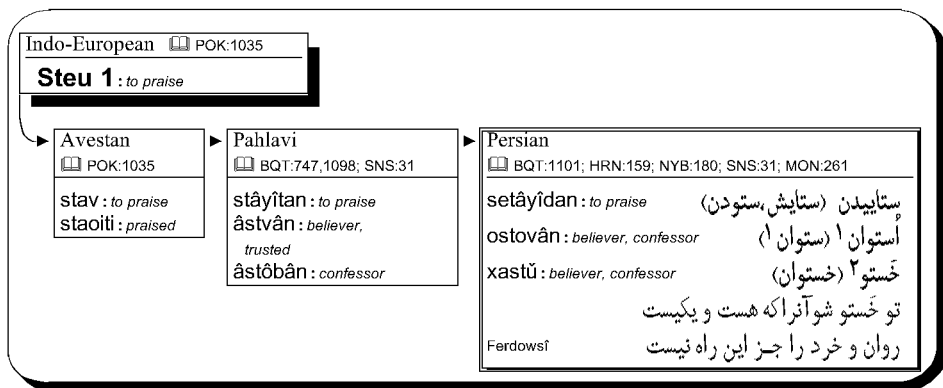 Indo-European POK:1035
Steu 1 : to praise
Avestan
POK:1035
stav : to praise
staoiti : praised
Pahlavi
BQT:747,1098; SNS:31
stâyîtan : to praise
âstvân : believer,
trusted
âstôbân : confessor
Persian
BQT:1101; HRN:159; NYB:180; SNS:31; MON:261
setâyîdan : to praise ستاییدن (ستایش،ستودن)
ostovân : believer, confessor اُستوان ۱ (ستوان ۱)
xastŭ : believer, confessor خَستو ۲ (خستوان)
تو خَستو شو آنرا که هست و یکیست
Ferdowsî روان و خرد را جـز این راه نیست